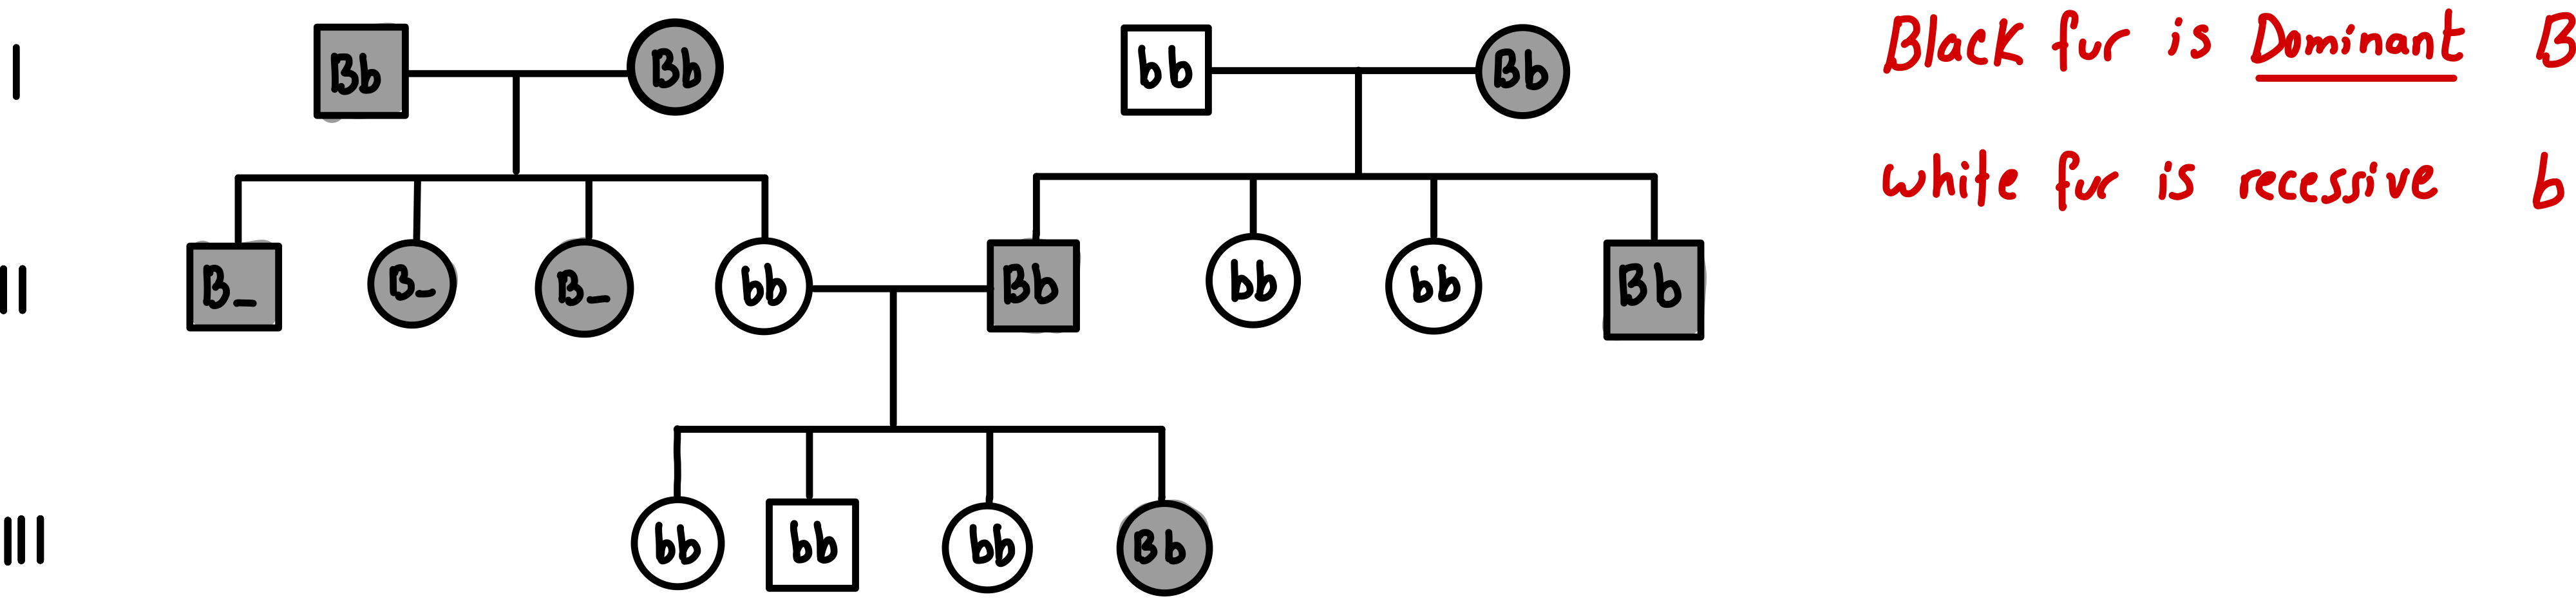 I Bb Bb bb Bb Black fur is Dominant B
white fur is recessive b
II B_ B_ B_ bb Bb bb bb Bb
III bb bb bb Bb